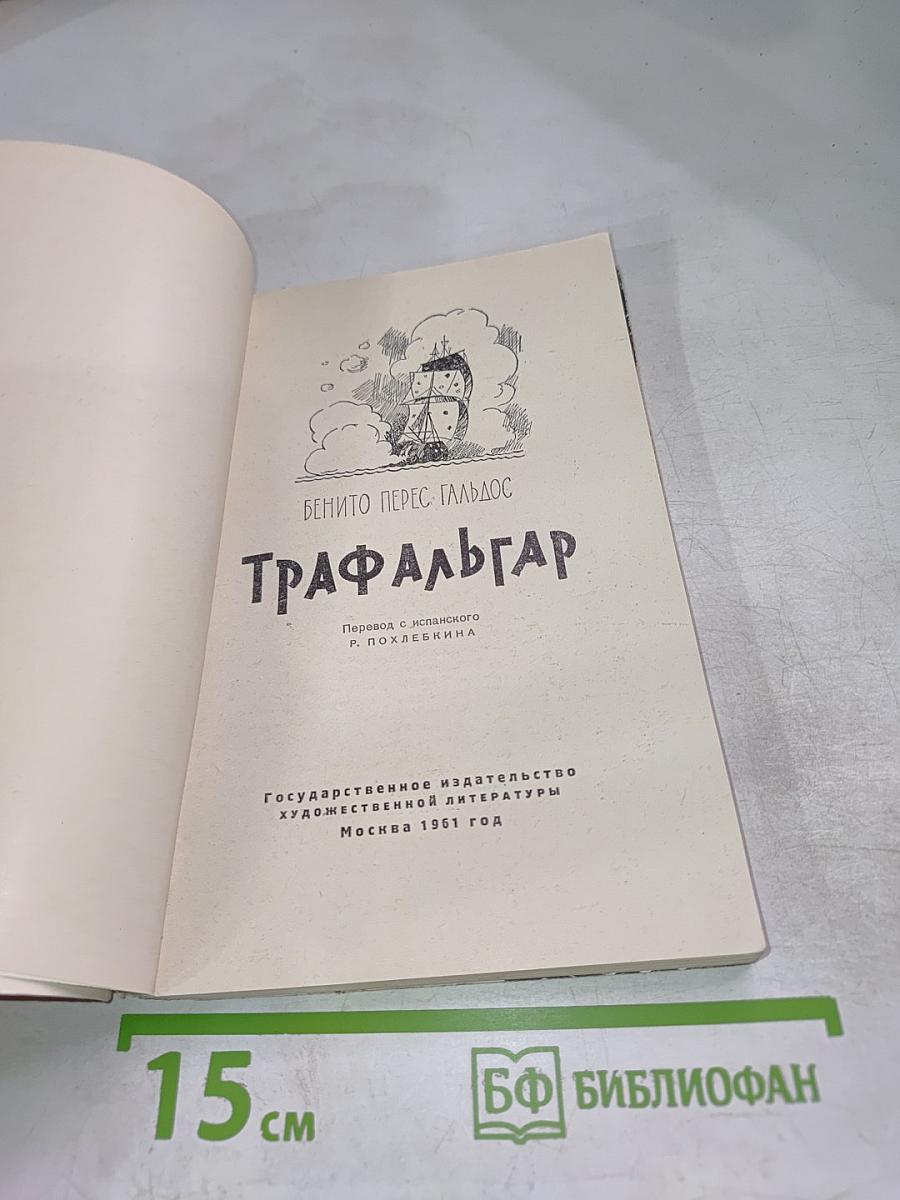 БЕНИТО ПЕРЕС ГАЛЬДОС
ТРАФАЛЬГАР
Перевод с испанского
Р. ПОХЛЕБКИНА
Государственное издательство
ХУДОЖЕСТВЕННОЙ ЛИТЕРАТУРЫ
Москва 1961 год
15 см
БФ БИБЛИОФАН